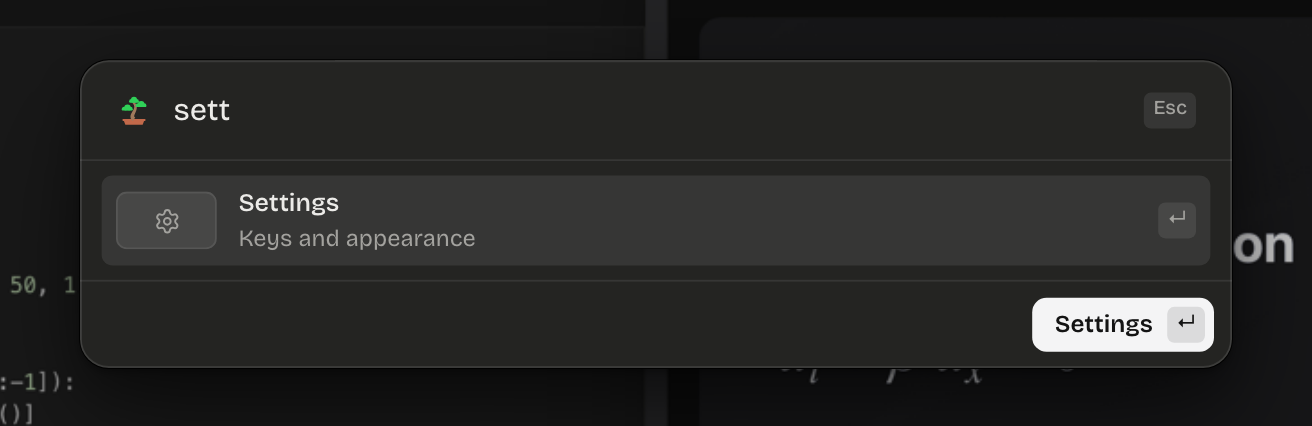 sett
Esc
Settings
Keys and appearance
on
50, 1
Settings
:-1]):
()]